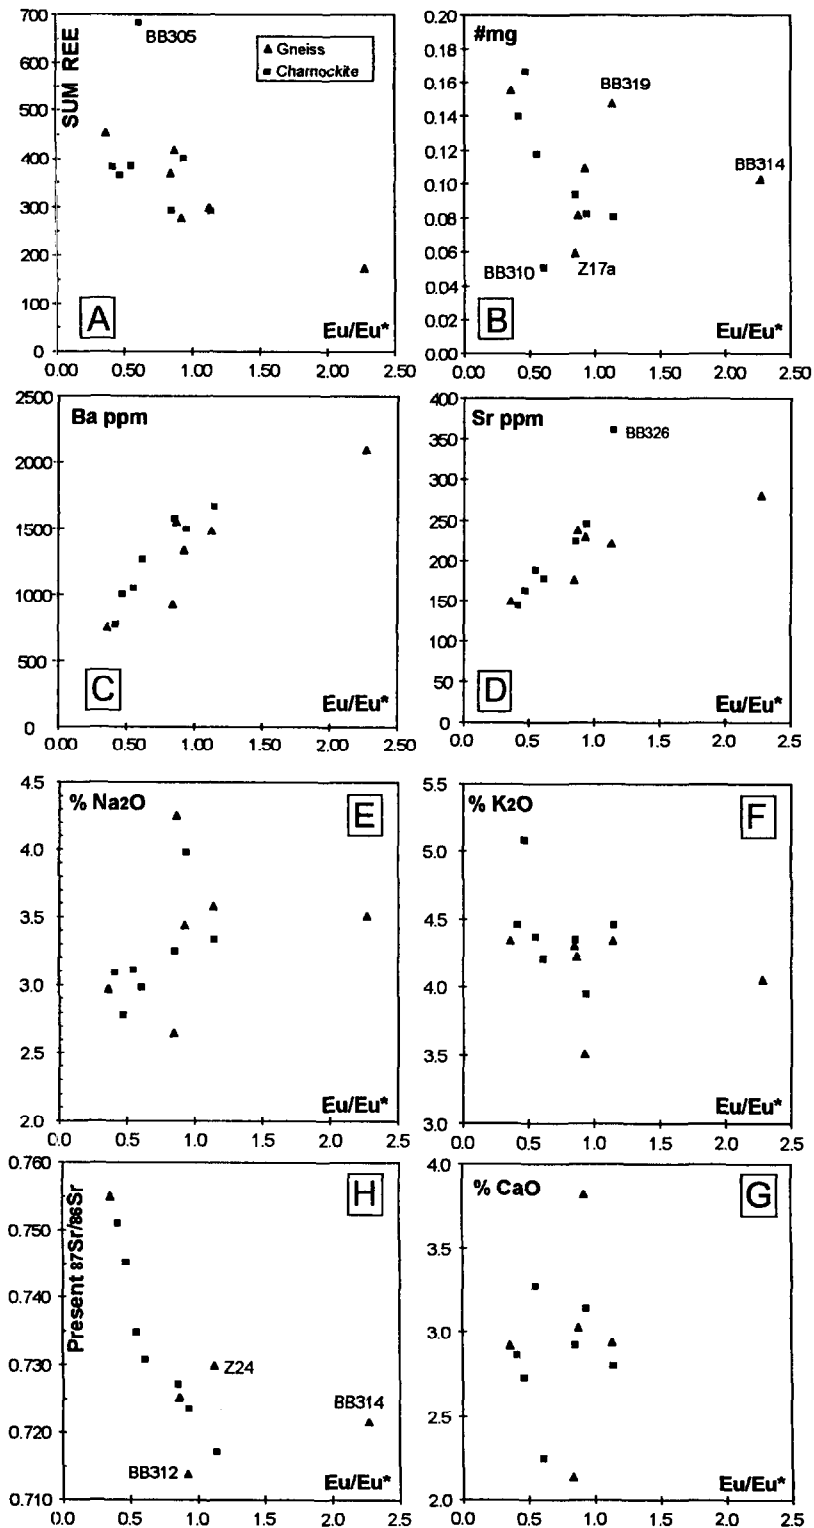 700
600
500
400
300
200
100
0
SUM REE
BB305
▲ Gneiss
■ Charnockite
A
Eu/Eu*
0.00 0.50 1.00 1.50 2.00 2.50
0.20
0.18
0.16
0.14
0.12
0.10
0.08
0.06
0.04
0.02
0.00
#mg
BB319
BB314
BB310
Z17a
B
Eu/Eu*
0.00 0.50 1.00 1.50 2.00 2.50
2500
2000
1500
1000
500
0
Ba ppm
C
Eu/Eu*
0.00 0.50 1.00 1.50 2.00 2.50
400
350
300
250
200
150
100
50
0
Sr ppm
BB326
D
Eu/Eu*
0.0 0.5 1.0 1.5 2.0 2.5
4.5
4.0
3.5
3.0
2.5
2.0
% Na2O
E
Eu/Eu*
0.0 0.5 1.0 1.5 2.0 2.5
5.5
5.0
4.5
4.0
3.5
3.0
% K2O
F
Eu/Eu*
0.0 0.5 1.0 1.5 2.0 2.5
0.760
0.750
0.740
0.730
0.720
0.710
Present 87Sr/86Sr
H
Z24
BB314
BB312
Eu/Eu*
0.0 0.5 1.0 1.5 2.0 2.5
4.0
3.5
3.0
2.5
2.0
% CaO
G
Eu/Eu*
0.0 0.5 1.0 1.5 2.0 2.5